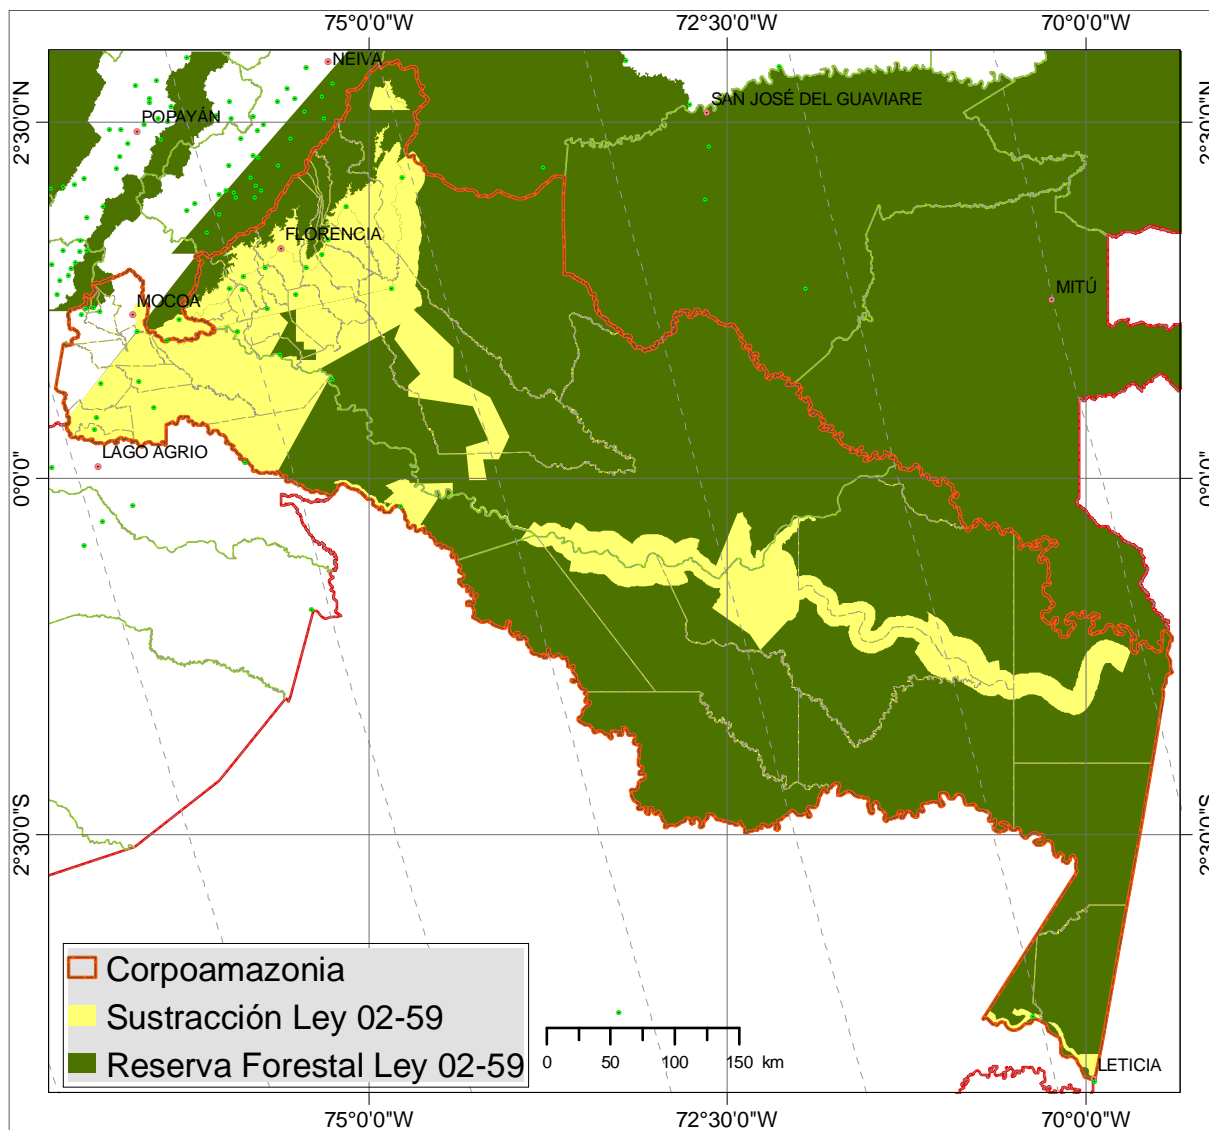 75°0'0"W 72°30'0"W 70°0'0"W
NEIVA
SAN JOSÉ DEL GUAVIARE
POPAYÁN
2°30'0"N 2°30'0"N
FLORENCIA
MITÚ
MOCOA
LAGO AGRIO
0°0'0" 0°0'0"
2°30'0"S 2°30'0"S
Corpoamazonia
Sustracción Ley 02-59
Reserva Forestal Ley 02-59
0 50 100 150 km
LETICIA
75°0'0"W 72°30'0"W 70°0'0"W